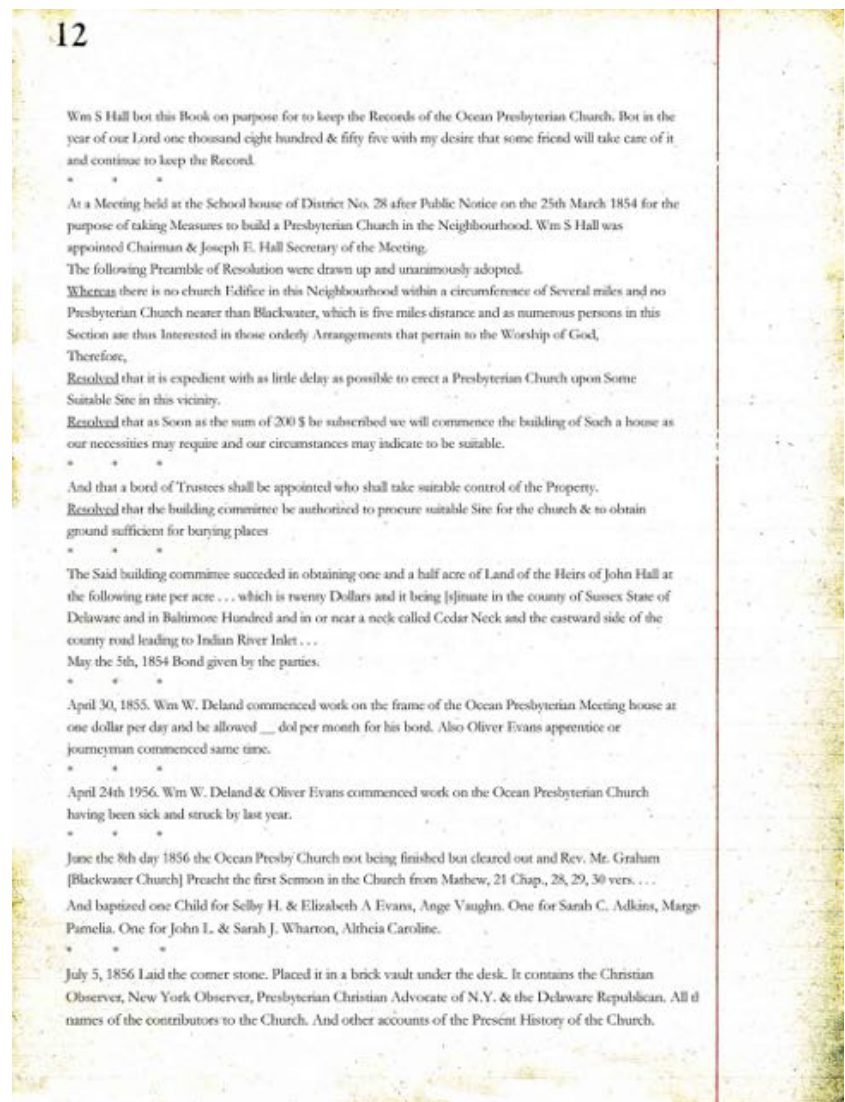 12
Wm S Hall bot this Book on purpose for to keep the Records of the Ocean Presbyterian Church. Bot in the
year of our Lord one thousand eight hundred & fifty five with my desire that some friend will take care of it
and continue to keep the Record.
* * *
At a Meeting held at the School house of District No. 28 after Public Notice on the 25th March 1854 for the
purpose of taking Measures to build a Presbyterian Church in the Neighbourhood. Wm S Hall was
appointed Chairman & Joseph E. Hall Secretary of the Meeting.
The following Preamble of Resolution were drawn up and unanimously adopted.
Whereas there is no church Edifice in this Neighbourhood within a circumference of Several miles and no
Presbyterian Church nearer than Blackwater, which is five miles distance and as numerous persons in this
Section are thus Interested in those orderly Arrangements that pertain to the Worship of God,
Therefore,
Resolved that it is expedient with as little delay as possible to erect a Presbyterian Church upon Some
Suitable Site in this vicinity.
Resolved that as Soon as the sum of 200 $ be subscribed we will commence the building of Such a house as
our necessities may require and our circumstances may indicate to be suitable.
* * *
And that a bord of Trustees shall be appointed who shall take suitable control of the Property.
Resolved that the building committee be authorized to procure suitable Site for the church & to obtain
ground sufficient for burying places
* * *
The Said building committee succeded in obtaining one and a half acre of Land of the Heirs of John Hall at
the following rate per acre . . . which is twenty Dollars and it being [s]ituate in the county of Sussex State of
Delaware and in Baltimore Hundred and in or near a neck called Cedar Neck and the eastward side of the
county road leading to Indian River Inlet . . .
May the 5th, 1854 Bond given by the parties.
* * *
April 30, 1855. Wm W. Deland commenced work on the frame of the Ocean Presbyterian Meeting house at
one dollar per day and be allowed __ dol per month for his bord. Also Oliver Evans apprentice or
journeyman commenced same time.
* * *
April 24th 1956. Wm W. Deland & Oliver Evans commenced work on the Ocean Presbyterian Church
having been sick and struck by last year.
* * *
June the 8th day 1856 the Ocean Presby Church not being finished but cleared out and Rev. Mr. Graham
[Blackwater Church] Preacht the first Sermon in the Church from Mathew, 21 Chap., 28, 29, 30 vers. . . .
And baptized one Child for Selby H. & Elizabeth A Evans, Ange Vaughn. One for Sarah C. Adkins, Margr
Pamelia. One for John L. & Sarah J. Wharton, Altheia Caroline.
* * *
July 5, 1856 Laid the corner stone. Placed it in a brick vault under the desk. It contains the Christian
Observer, New York Observer, Presbyterian Christian Advocate of N.Y. & the Delaware Republican. All th
names of the contributors to the Church. And other accounts of the Present History of the Church.